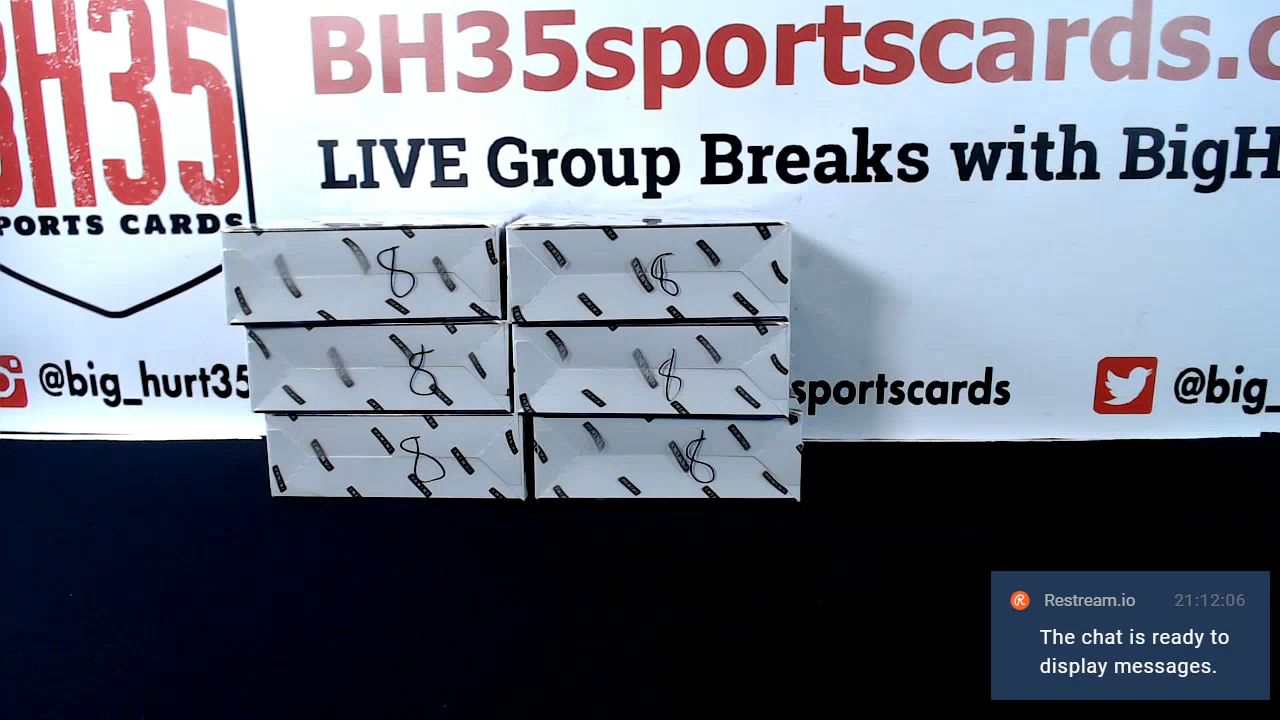 BH35
PORTS CARDS
@big_hurt35
BH35sportscards.c
LIVE Group Breaks with BigH
sportscards
@big_
8
8
8
8
8
8
Restream.io 21:12:06
The chat is ready to
display messages.